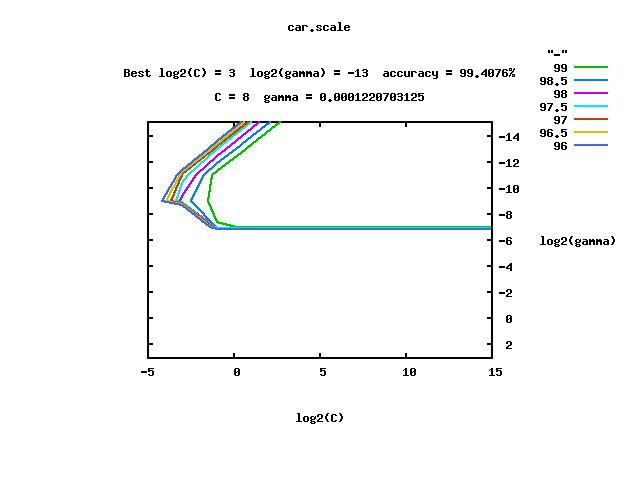 car.scale
Best log2(C) = 3  log2(gamma) = -13  accuracy = 99.4076%
C = 8  gamma = 0.0001220703125
"-"
99
98.5
98
97.5
97
96.5
96
-14
-12
-10
-8
-6
-4
-2
0
2
log2(gamma)
-5 0 5 10 15
log2(C)